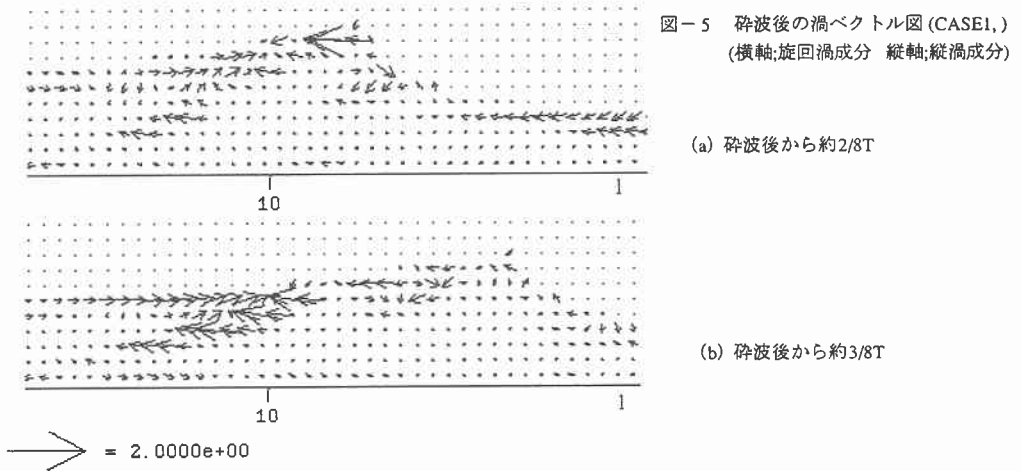 図－5 砕波後の渦ベクトル図(CASE1,)
(横軸;旋回渦成分 縦軸;縦渦成分)
(a) 砕波後から約2/8T
10
1
(b) 砕波後から約3/8T
10
1
= 2.0000e+00